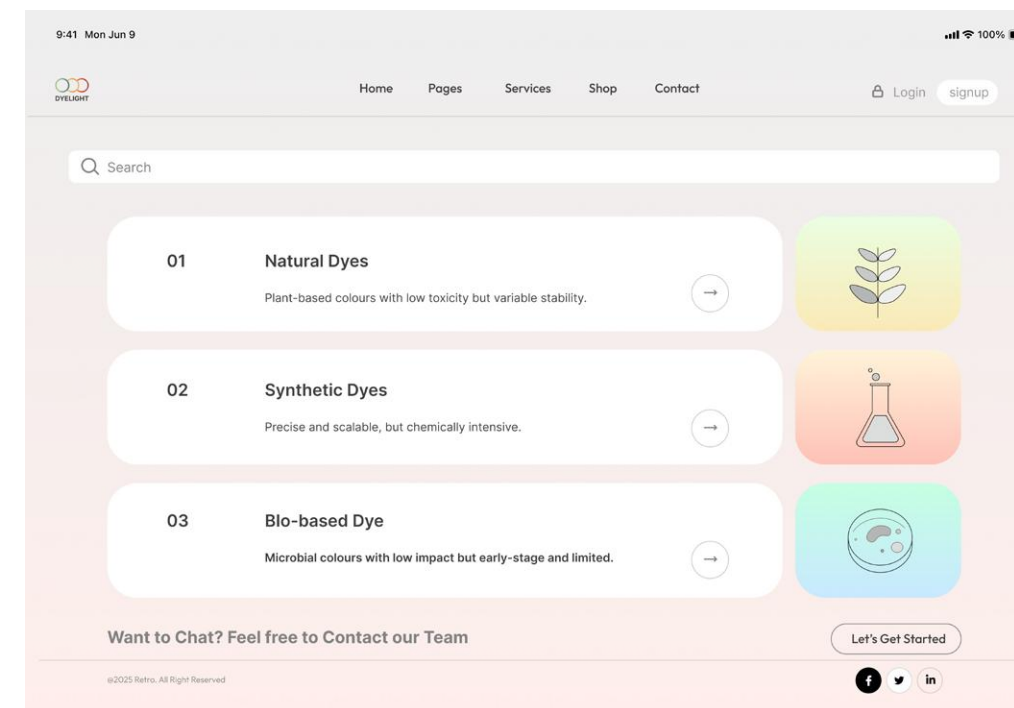 9:41 Mon Jun 9
100%
DYELIGHT
Home Pages Services Shop Contact
Login signup
Search
01
Natural Dyes
Plant-based colours with low toxicity but variable stability.
02
Synthetic Dyes
Precise and scalable, but chemically intensive.
03
BIo-based Dye
Microbial colours with low impact but early-stage and limited.
Want to Chat? Feel free to Contact our Team
Let's Get Started
©2025 Retro. All Right Reserved
f
in